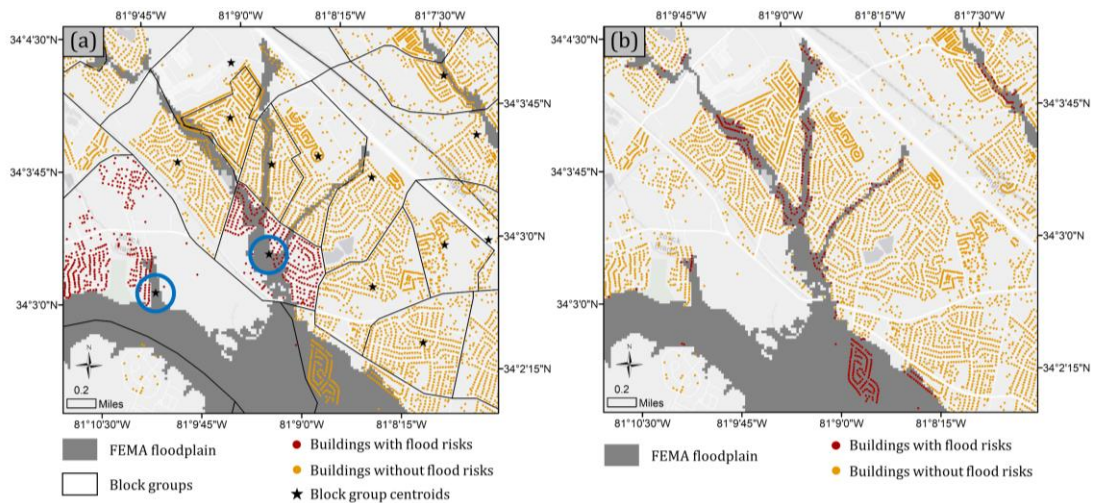 81°9'45"W 81°9'0"W 81°7'30"W
81°9'45"W 81°9'0"W 81°8'15"W 81°7'30"W
34°4'30"N
(a)
34°3'45"N
34°3'45"N
34°3'0"N
34°3'0"N
34°2'15"N
N
0.2
Miles
81°10'30"W 81°9'45"W 81°9'0"W 81°8'15"W
34°4'30"N
(b)
34°3'45"N
34°3'45"N
34°3'0"N
34°3'0"N
34°2'15"N
N
0.2
Miles
81°10'30"W 81°9'45"W 81°9'0"W 81°8'15"W
FEMA floodplain
Block groups
Buildings with flood risks
Buildings without flood risks
Block group centroids
FEMA floodplain
Buildings with flood risks
Buildings without flood risks